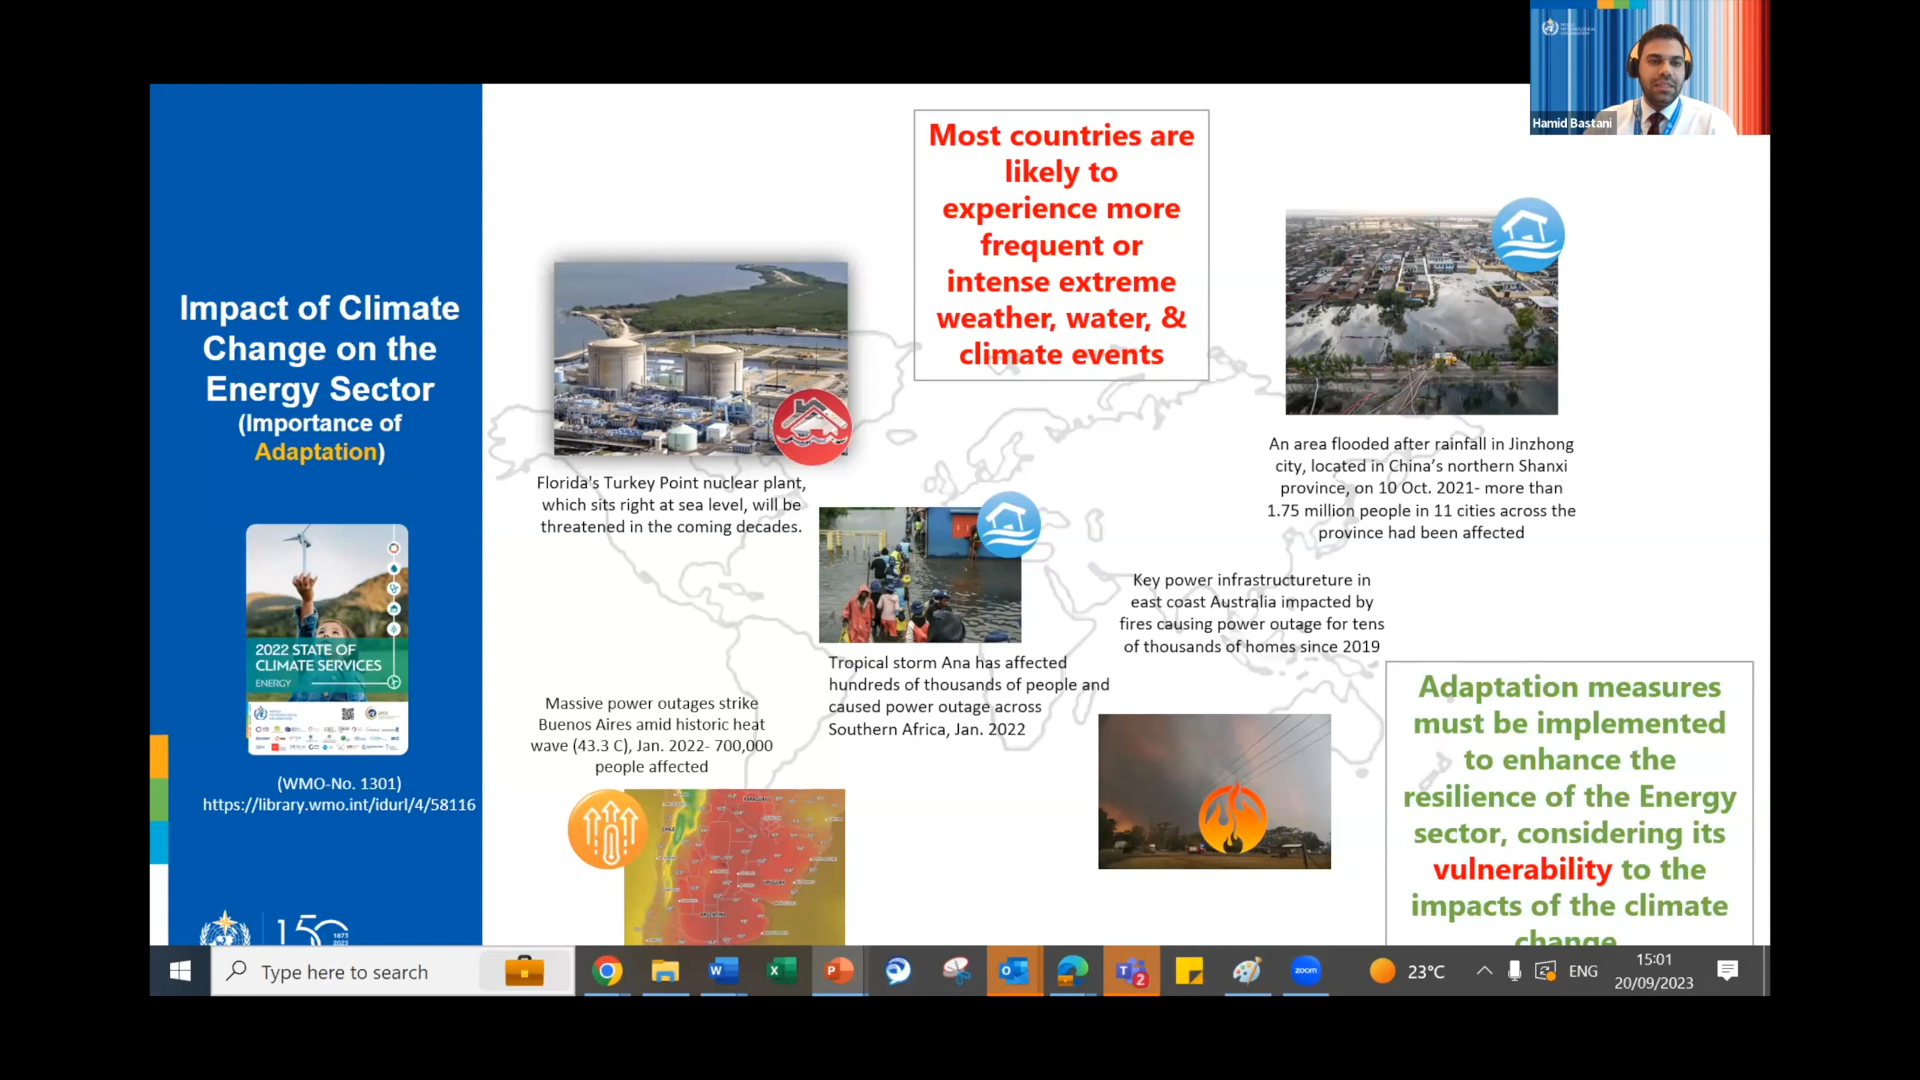 Hamid Bastani
Impact of Climate
Change on the
Energy Sector
(Importance of
Adaptation)
2022 STATE OF
CLIMATE SERVICES
ENERGY
(WMO-No. 1301)
https://library.wmo.int/idurl/4/58116
1873
2023
Most countries are
likely to
experience more
frequent or
intense extreme
weather, water, &
climate events
Florida's Turkey Point nuclear plant,
which sits right at sea level, will be
threatened in the coming decades.
An area flooded after rainfall in Jinzhong
city, located in China's northern Shanxi
province, on 10 Oct. 2021- more than
1.75 million people in 11 cities across the
province had been affected
Tropical storm Ana has affected
hundreds of thousands of people and
caused power outage across
Southern Africa, Jan. 2022
Key power infrastructureture in
east coast Australia impacted by
fires causing power outage for tens
of thousands of homes since 2019
Massive power outages strike
Buenos Aires amid historic heat
wave (43.3 C), Jan. 2022- 700,000
people affected
PARAGUAY
CHILE
URUGUAY
ARGENTINA
Adaptation measures
must be implemented
to enhance the
resilience of the Energy
sector, considering its
vulnerability to the
impacts of the climate
change
Type here to search
zoom
23°C
ENG
15:01
20/09/2023